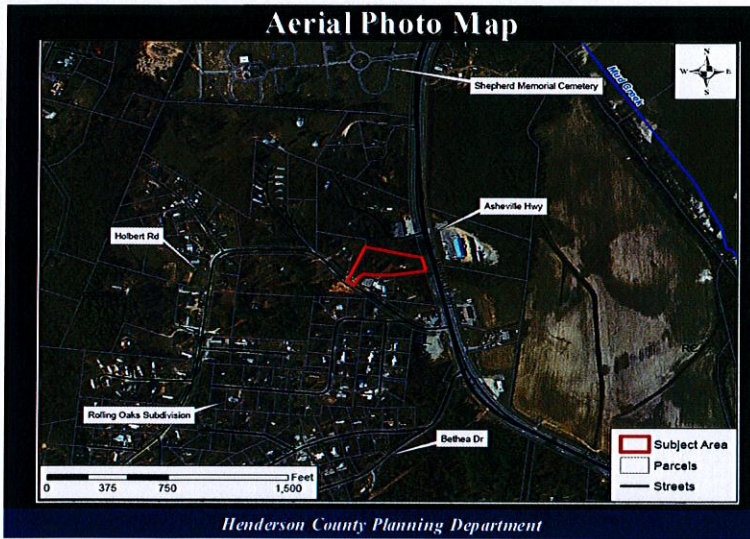 Aerial Photo Map
N
W E
S
Mud Creek
Shepherd Memorial Cemetery
Asheville Hwy
Holbert Rd
Rolling Oaks Subdivision
Bethea Dr
Subject Area
Parcels
Streets
Feet
0 375 750 1,500
Henderson County Planning Department